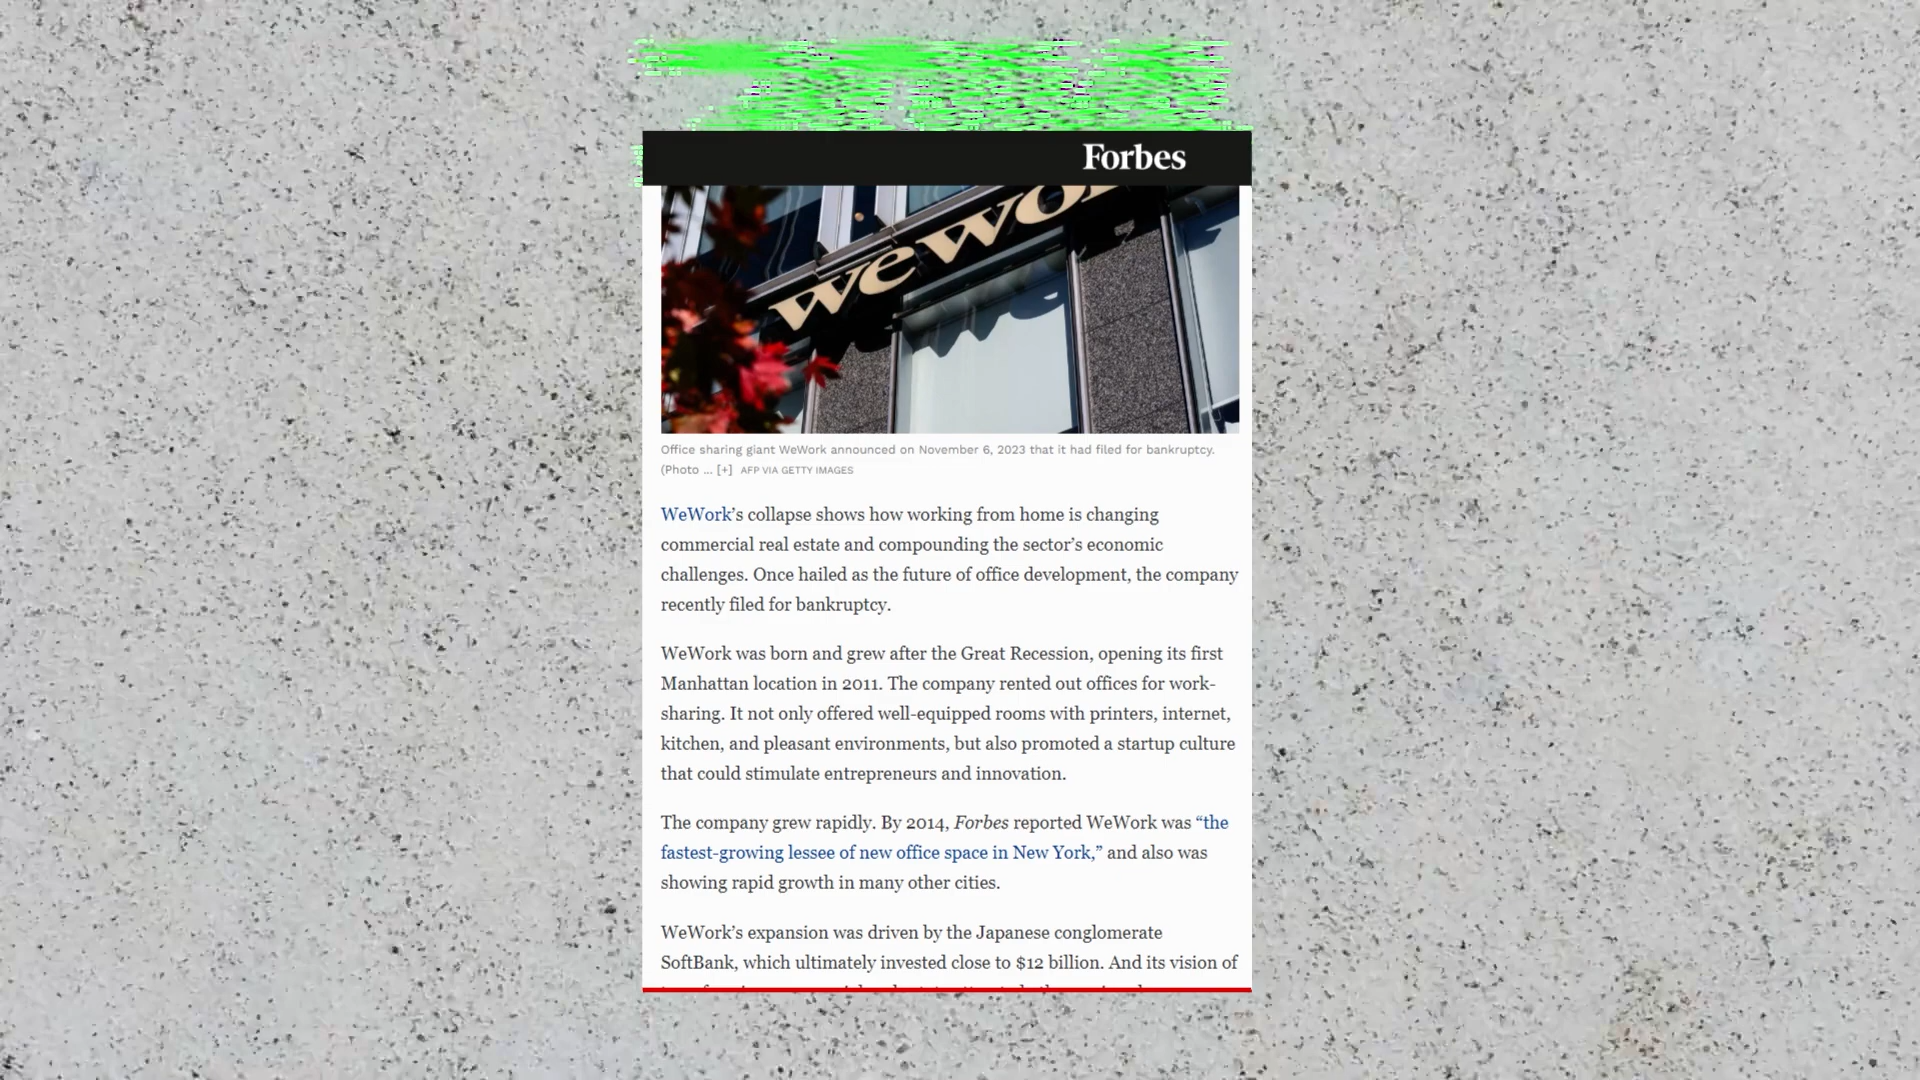 Forbes
wewor
Office sharing giant WeWork announced on November 6, 2023 that it had filed for bankruptcy.
(Photo ... [+] AFP VIA GETTY IMAGES
WeWork’s collapse shows how working from home is changing
commercial real estate and compounding the sector’s economic
challenges. Once hailed as the future of office development, the company
recently filed for bankruptcy.
WeWork was born and grew after the Great Recession, opening its first
Manhattan location in 2011. The company rented out offices for work-
sharing. It not only offered well-equipped rooms with printers, internet,
kitchen, and pleasant environments, but also promoted a startup culture
that could stimulate entrepreneurs and innovation.
The company grew rapidly. By 2014, Forbes reported WeWork was “the
fastest-growing lessee of new office space in New York,” and also was
showing rapid growth in many other cities.
WeWork’s expansion was driven by the Japanese conglomerate
SoftBank, which ultimately invested close to $12 billion. And its vision of